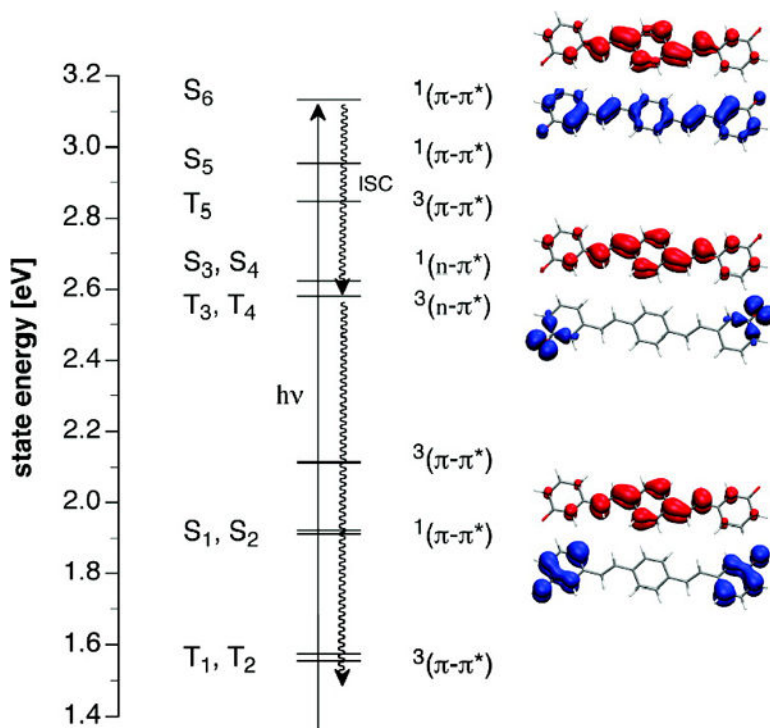 3.2
S₆
¹(π-π*)
3.0
S₅
¹(π-π*)
ISC
T₅
³(π-π*)
2.8
S₃, S₄
¹(n-π*)
2.6
T₃, T₄
³(n-π*)
state energy [eV]
2.4
hν
2.2
³(π-π*)
2.0
S₁, S₂
¹(π-π*)
1.8
1.6
T₁, T₂
³(π-π*)
1.4